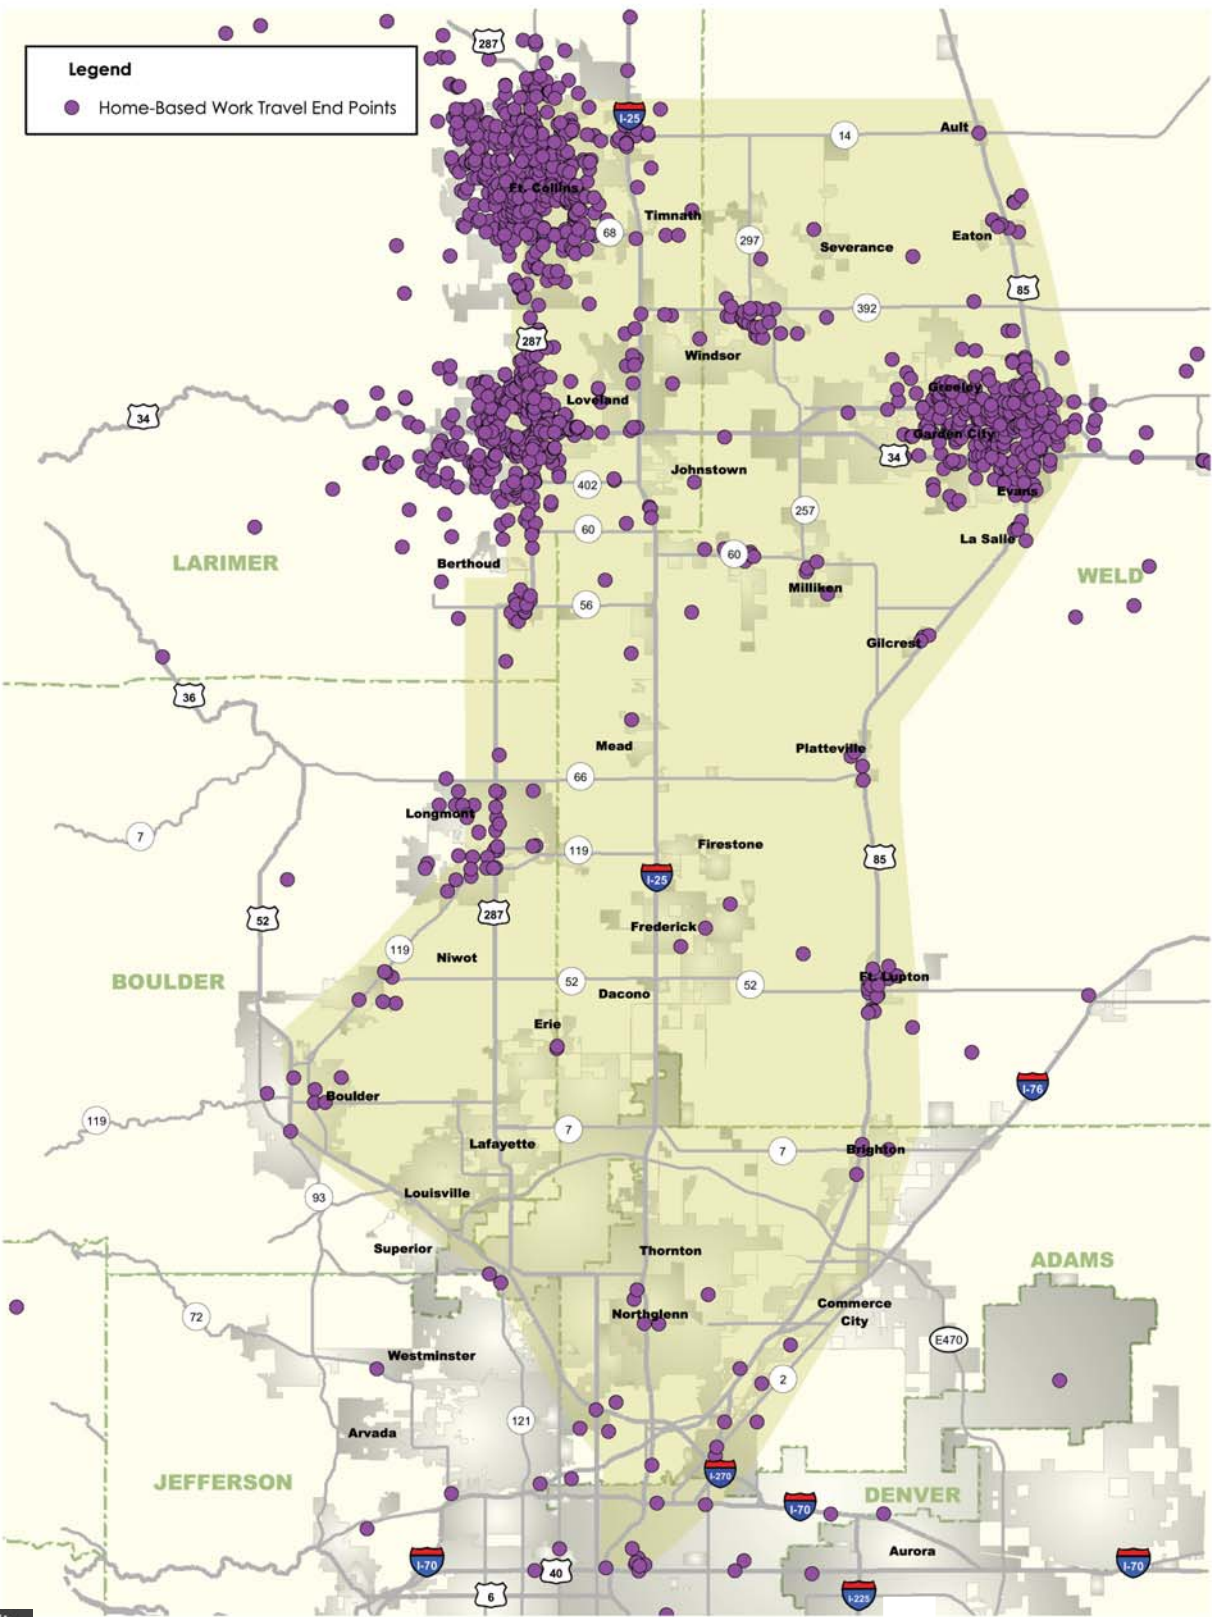 287
Legend
Home-Based Work Travel End Points
I-25
14
Ault
Ft. Collins
Timnath
68
297
Severance
Eaton
85
392
287
Windsor
34
Loveland
Greeley
Garden City
34
Johnstown
402
Evans
257
60
La Salle
60
Berthoud
LARIMER
WELD
Milliken
56
Gilcrest
36
Mead
Platteville
66
Longmont
7
Firestone
119
85
I-25
52
287
Frederick
119
Niwot
BOULDER
52
Ft. Lupton
52
Dacono
Erie
I-76
Boulder
119
7
Lafayette
7
Brighton
93
Louisville
Superior
Thornton
ADAMS
Commerce
City
72
Northglenn
E470
Westminster
2
121
Arvada
I-270
JEFFERSON
DENVER
I-70
Aurora
I-70
40
I-70
6
I-225